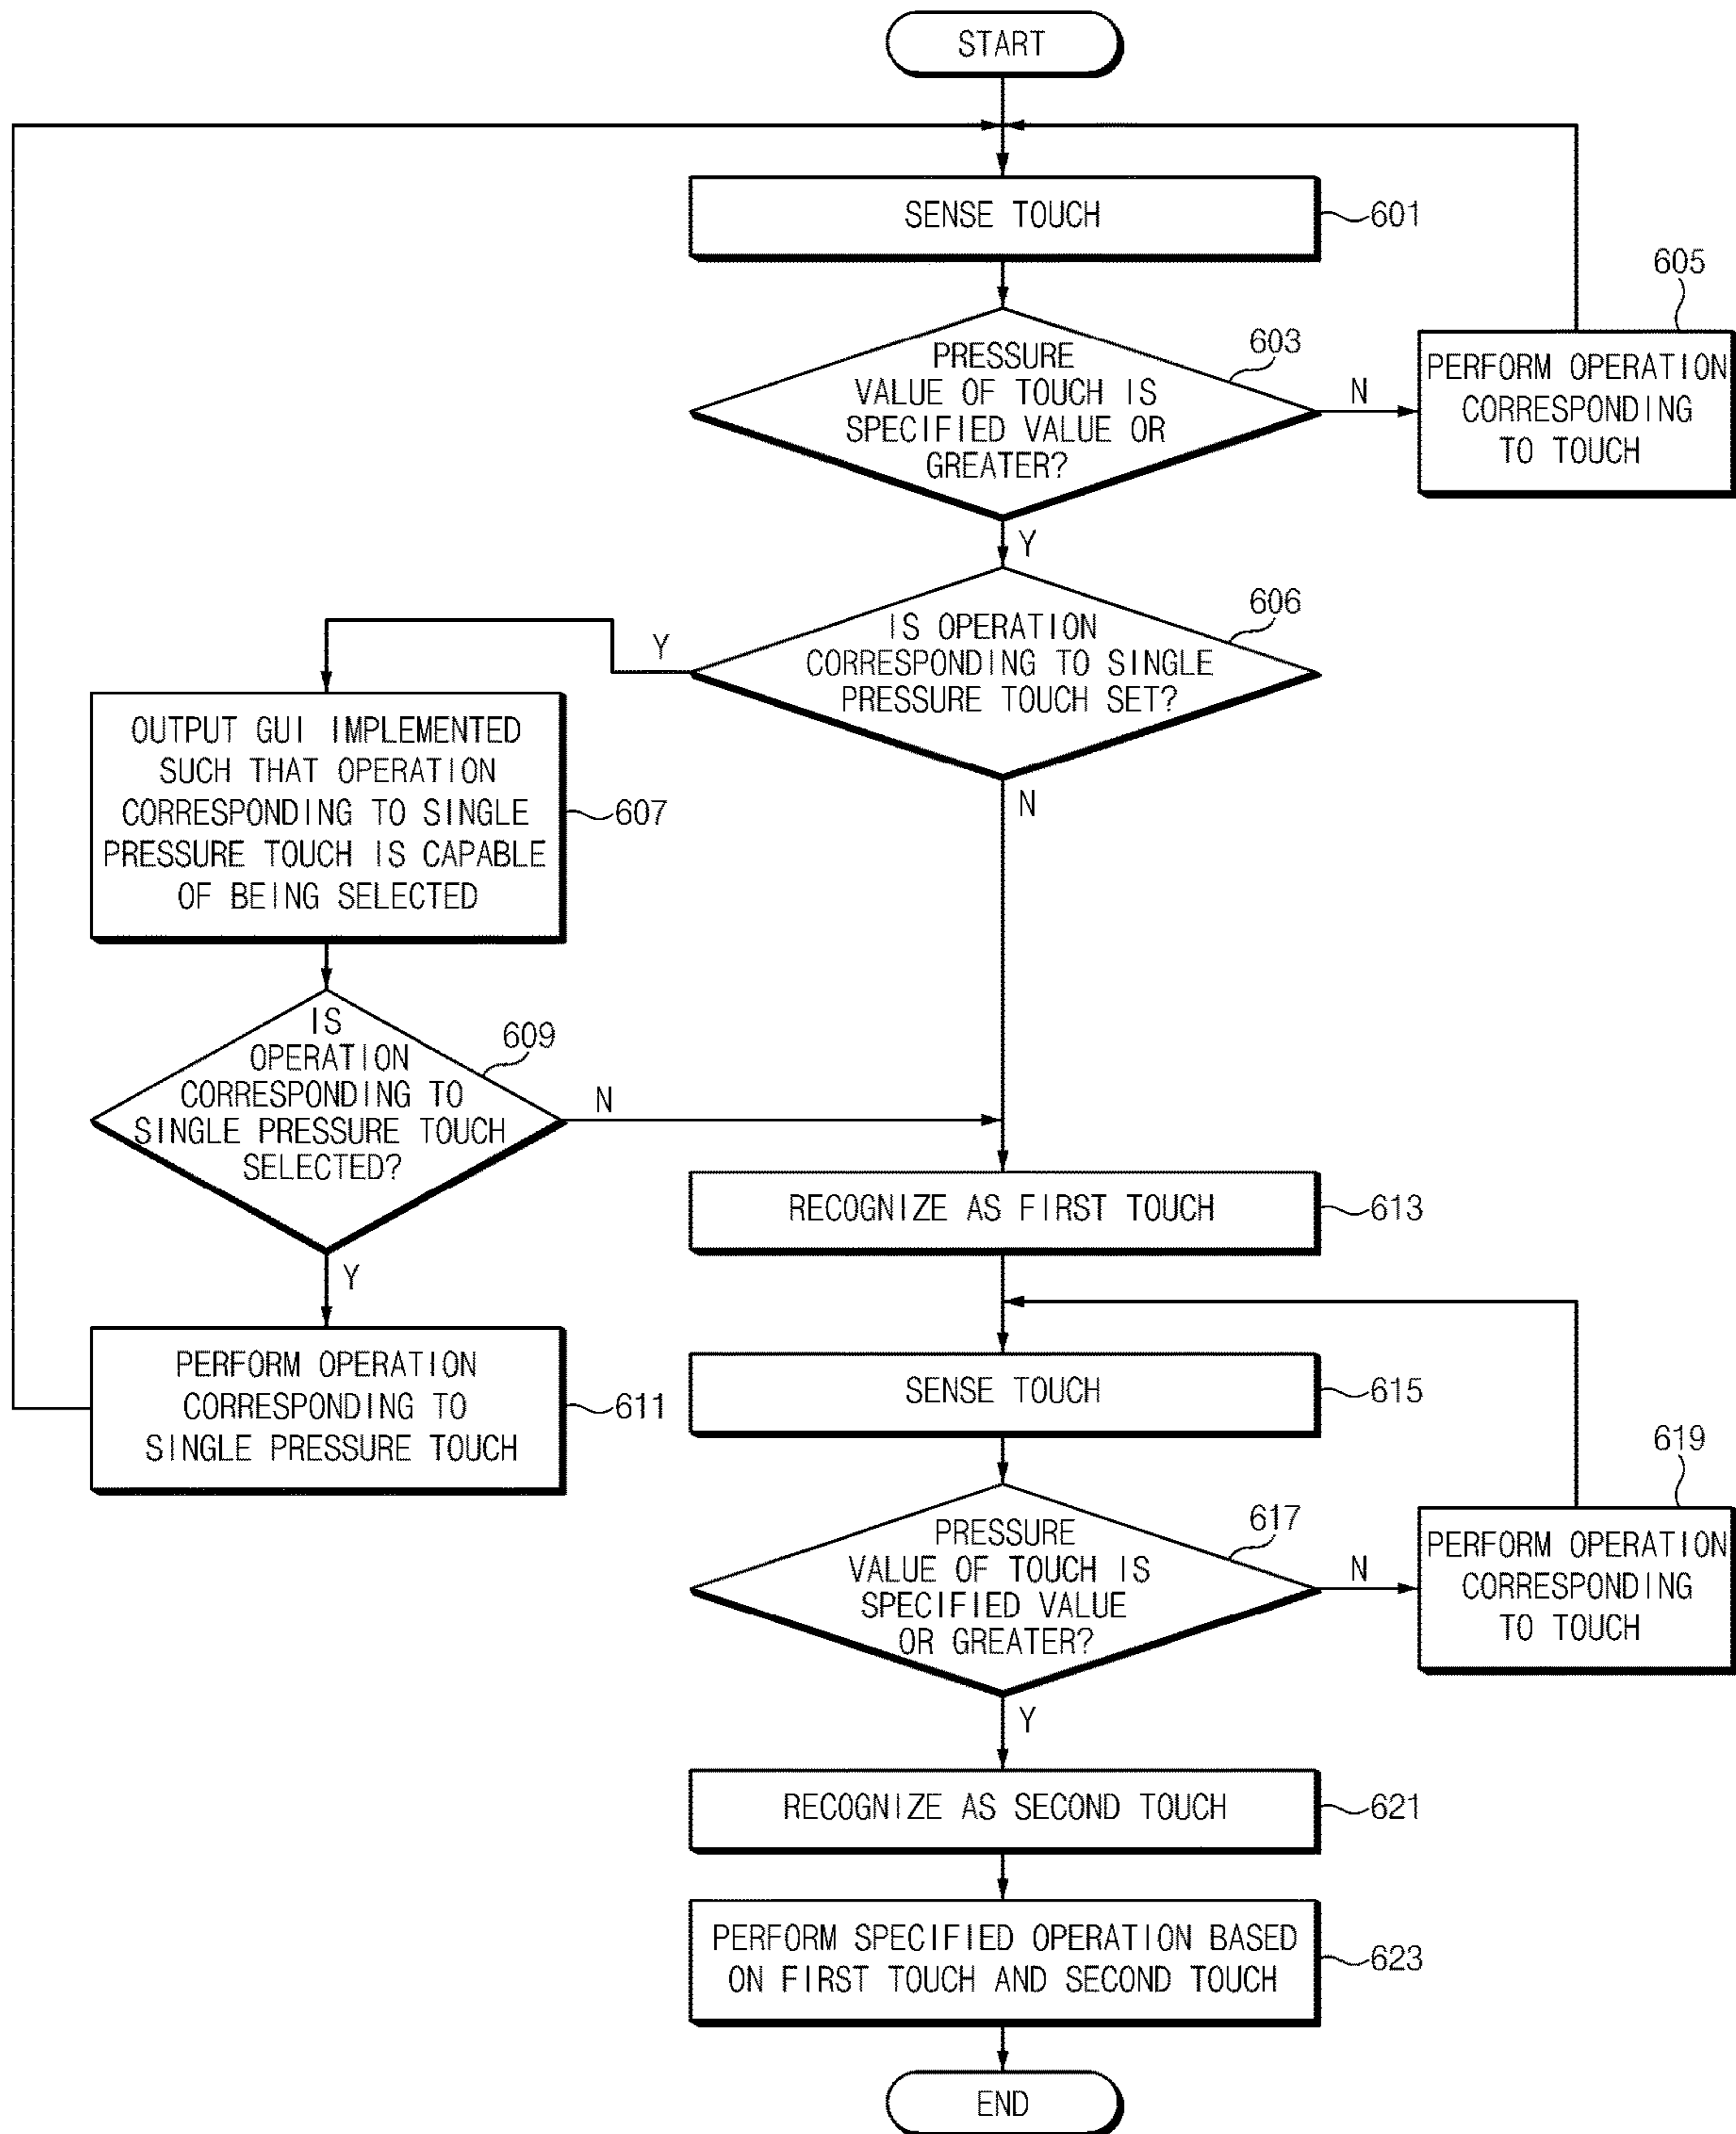 START
SENSE TOUCH
601
605
603
PRESSURE
VALUE OF TOUCH IS
SPECIFIED VALUE OR
GREATER?
N
PERFORM OPERATION
CORRESPONDING
TO TOUCH
Y
606
IS OPERATION
CORRESPONDING TO SINGLE
PRESSURE TOUCH SET?
Y
N
OUTPUT GUI IMPLEMENTED
SUCH THAT OPERATION
CORRESPONDING TO SINGLE
PRESSURE TOUCH IS CAPABLE
OF BEING SELECTED
607
IS
OPERATION
CORRESPONDING TO
SINGLE PRESSURE TOUCH
SELECTED?
609
N
Y
RECOGNIZE AS FIRST TOUCH
613
PERFORM OPERATION
CORRESPONDING TO
SINGLE PRESSURE TOUCH
611
SENSE TOUCH
615
619
617
PRESSURE
VALUE OF TOUCH IS
SPECIFIED VALUE
OR GREATER?
N
PERFORM OPERATION
CORRESPONDING
TO TOUCH
Y
RECOGNIZE AS SECOND TOUCH
621
PERFORM SPECIFIED OPERATION BASED
ON FIRST TOUCH AND SECOND TOUCH
623
END